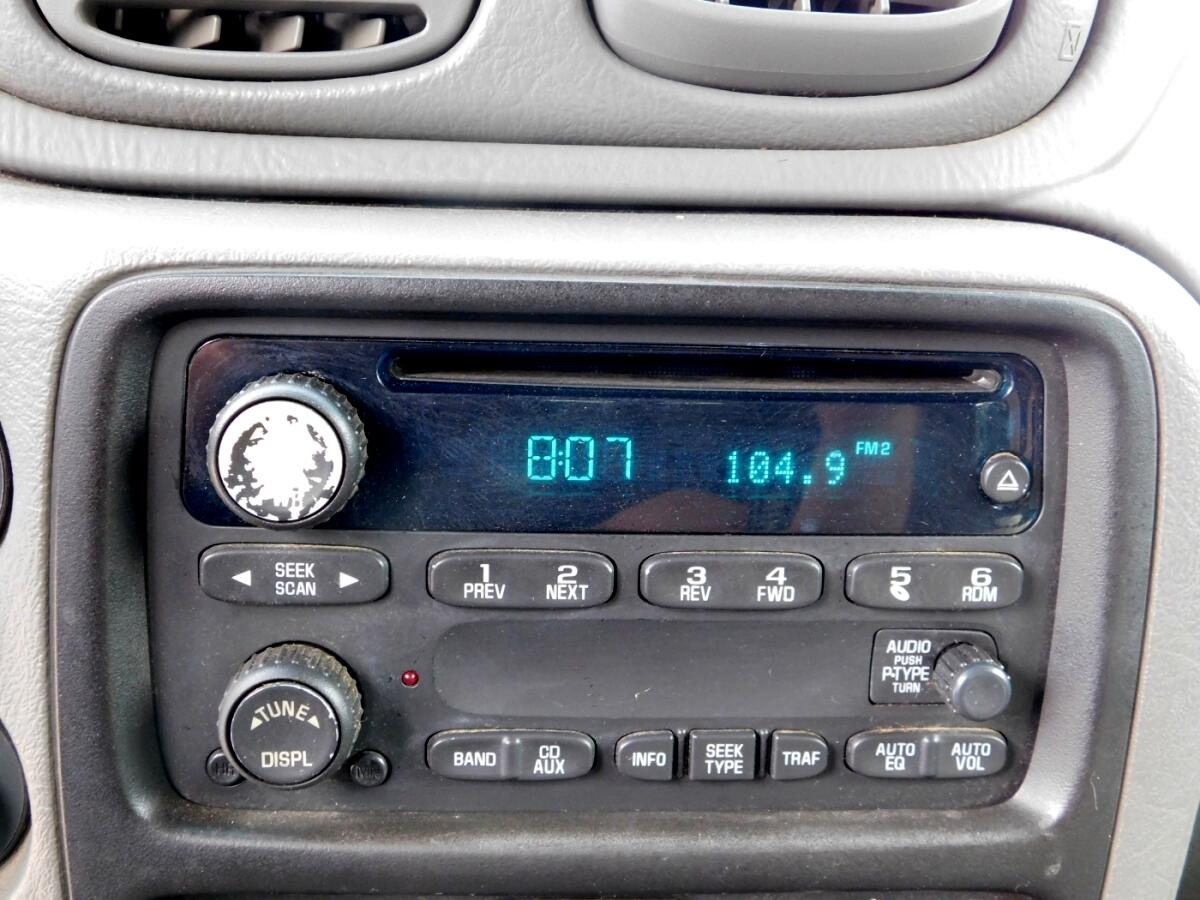 8:07 104.9 FM2
SEEK
SCAN
1 2
PREV NEXT
3 4
REV FWD
5 6
RDM
AUDIO
PUSH
P-TYPE
TURN
TUNE
DISPL
HR
BAND
CD
AUX
INFO
SEEK
TYPE
TRAF
AUTO
EQ
AUTO
VOL